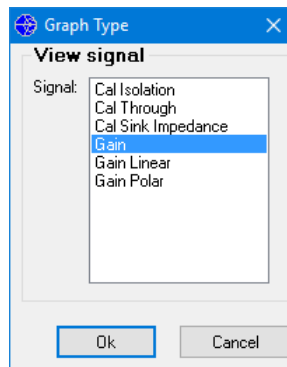 Graph Type
View signal
Signal:
Cal Isolation
Cal Through
Cal Sink Impedance
Gain
Gain Linear
Gain Polar
Ok Cancel